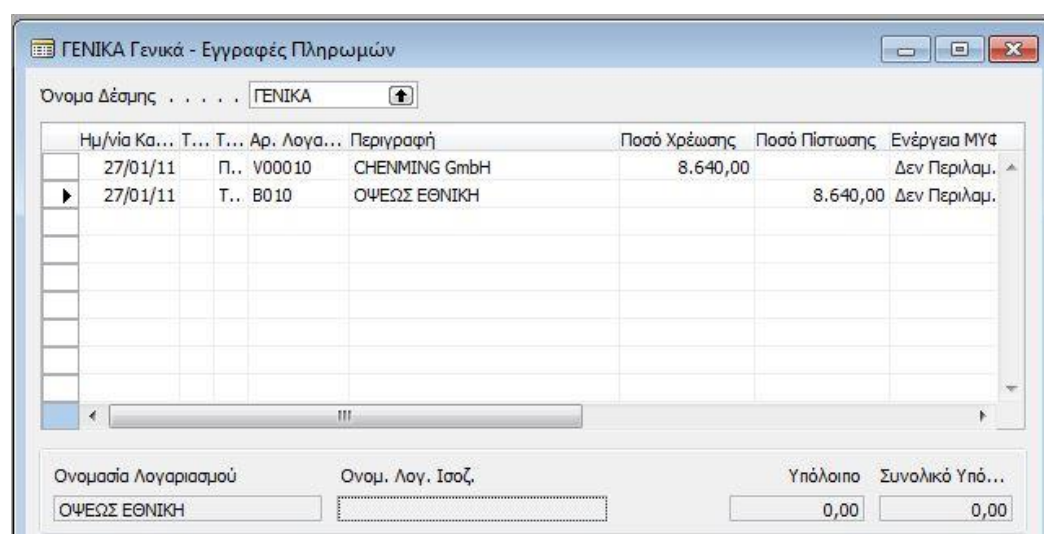 ΓΕΝΙΚΑ Γενικά - Εγγραφές Πληρωμών
Όνομα Δέσμης . . . . . ΓΕΝΙΚΑ
Ημ/νία Κα... Τ... Τ... Αρ. Λογα... Περιγραφή Ποσό Χρέωσης Ποσό Πίστωσης Ενέργεια ΜΥΦ
27/01/11 Π.. V00010 CHENMING GmbH 8.640,00 Δεν Περιλαμ.
27/01/11 Τ.. B010 ΟΨΕΩΣ ΕΘΝΙΚΗ 8.640,00 Δεν Περιλαμ.
Ονομασία Λογαριασμού Ονομ. Λογ. Ισοζ. Υπόλοιπο Συνολικό Υπό...
ΟΨΕΩΣ ΕΘΝΙΚΗ 0,00 0,00